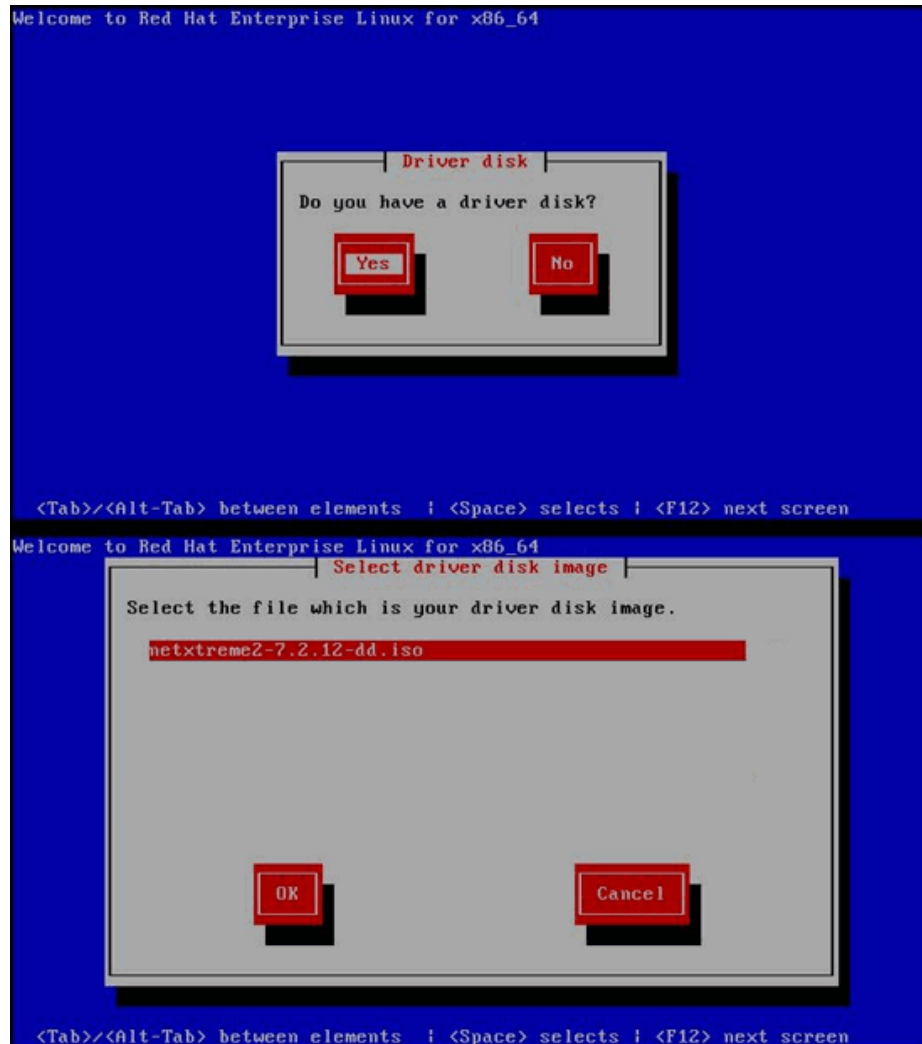 Welcome to Red Hat Enterprise Linux for x86_64
Driver disk
Do you have a driver disk?
Yes No
<Tab>/<Alt-Tab> between elements | <Space> selects | <F12> next screen
Welcome to Red Hat Enterprise Linux for x86_64
Select driver disk image
Select the file which is your driver disk image.
netxtreme2-7.2.12-dd.iso
OK Cancel
<Tab>/<Alt-Tab> between elements | <Space> selects | <F12> next screen